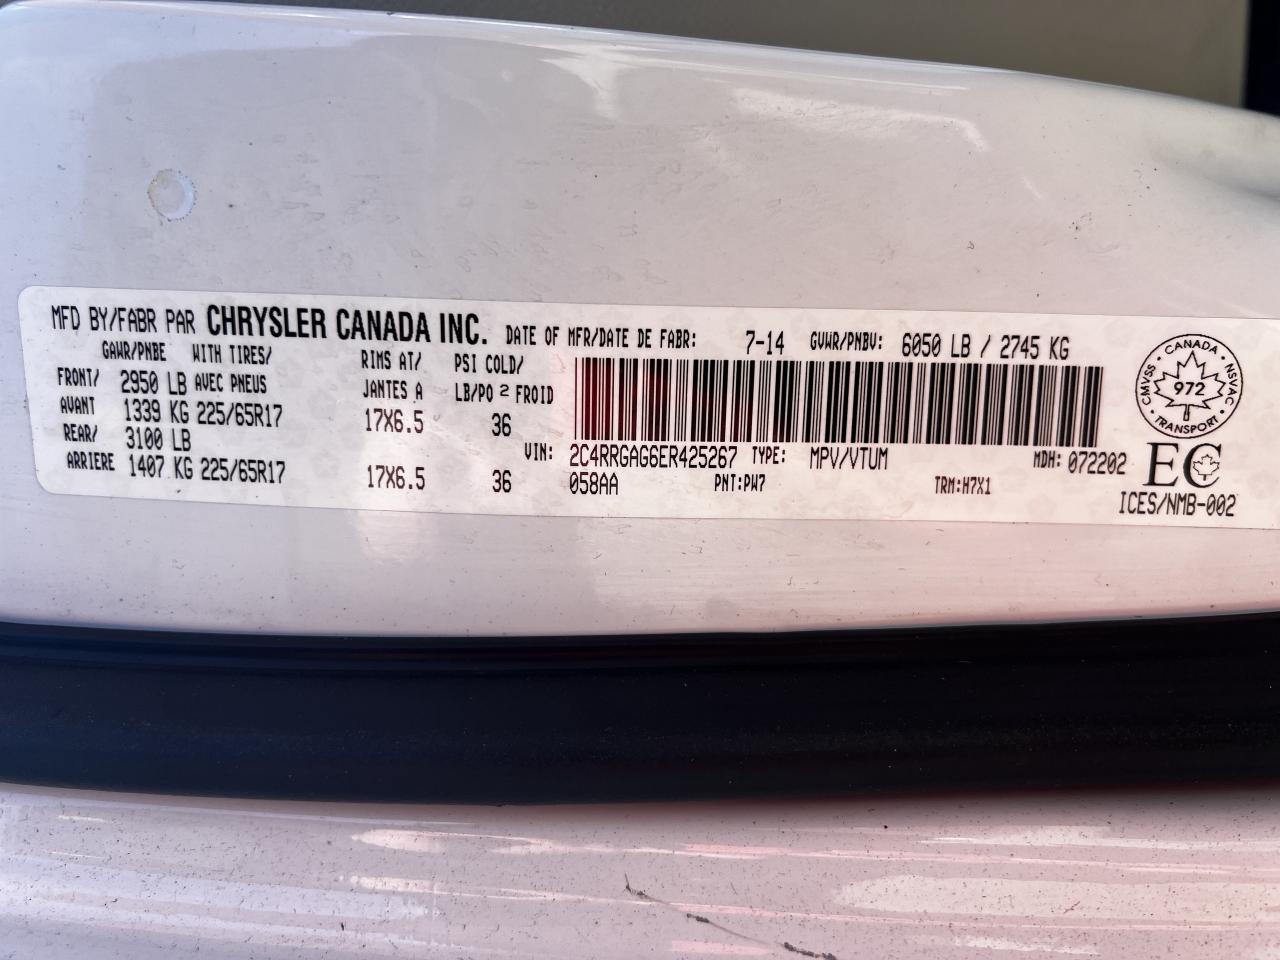 MFD BY/FABR PAR CHRYSLER CANADA INC. DATE OF MFR/DATE DE FABR: 7-14 GVWR/PNBV: 6050 LB / 2745 KG
GAWR/PNBE WITH TIRES/ RIMS AT/ PSI COLD/
FRONT/ 2950 LB AVEC PNEUS JANTES A LB/PO 2 FROID
AVANT 1339 KG 225/65R17 17X6.5 36
REAR/ 3100 LB
ARRIERE 1407 KG 225/65R17 17X6.5 36
VIN: 2C4RRGAG6ER425267 TYPE: MPV/VTUM MDH: 072202
058AA PNT:PW7 TRM:H7X1
CANADA
CMVSS 972 NSVAC
TRANSPORT
EC
ICES/NMB-002